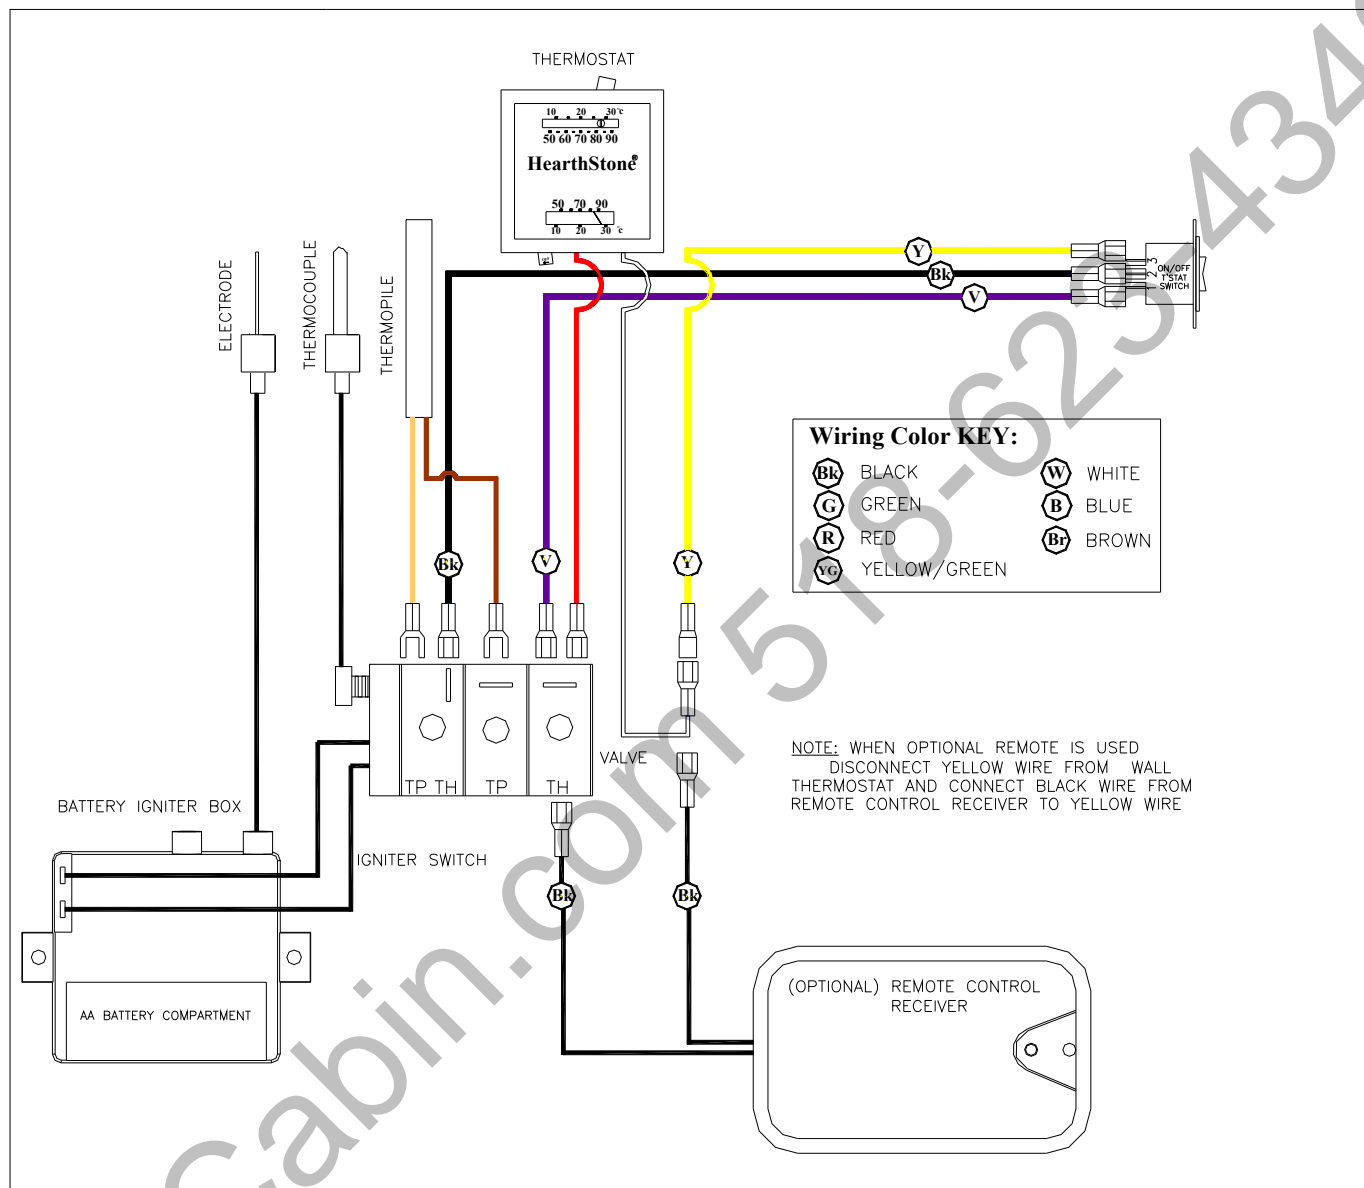 THERMOSTAT
10 20 30 °c
50 60 70 80 90
HearthStone®
50 70 90
10 20 30 °c
ELECTRODE
THERMOCOUPLE
THERMOPILE
Y
Bk
V
3
2
ON/OFF
T'STAT
SWITCH
Wiring Color KEY:
Bk BLACK
G GREEN
R RED
YG YELLOW/GREEN
W WHITE
B BLUE
Br BROWN
Bk
V
Y
TP TH
TP
TH
VALVE
NOTE: WHEN OPTIONAL REMOTE IS USED
DISCONNECT YELLOW WIRE FROM WALL
THERMOSTAT AND CONNECT BLACK WIRE FROM
REMOTE CONTROL RECEIVER TO YELLOW WIRE
BATTERY IGNITER BOX
IGNITER SWITCH
Bk
Bk
AA BATTERY COMPARTMENT
(OPTIONAL) REMOTE CONTROL
RECEIVER
Cabin.com 518-623-434